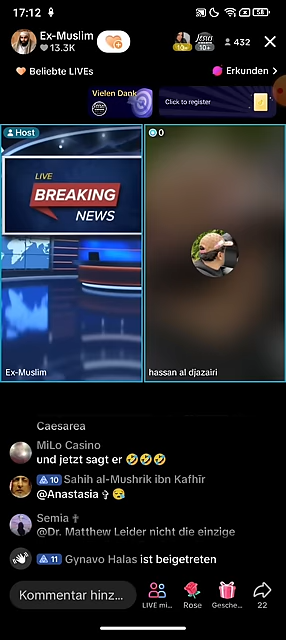 17:12
58
Ex-Muslim
13.3K
10+
10+
432
Beliebte LIVEs
Erkunden
Vielen Dank
Click to register
Host
0
LIVE
BREAKING
NEWS
Ex-Muslim
hassan al djazairi
Caesarea
MiLo Casino
und jetzt sagt er 🤣🤣🤣
10 Sahih al-Mushrik ibn Kafhīr
@Anastasia ✞ 😪
Semia ✝
@Dr. Matthew Leider nicht die einzige
11 Gynavo Halas ist beigetreten
Kommentar hinz...
LIVE mi...
Rose
Gesche...
22